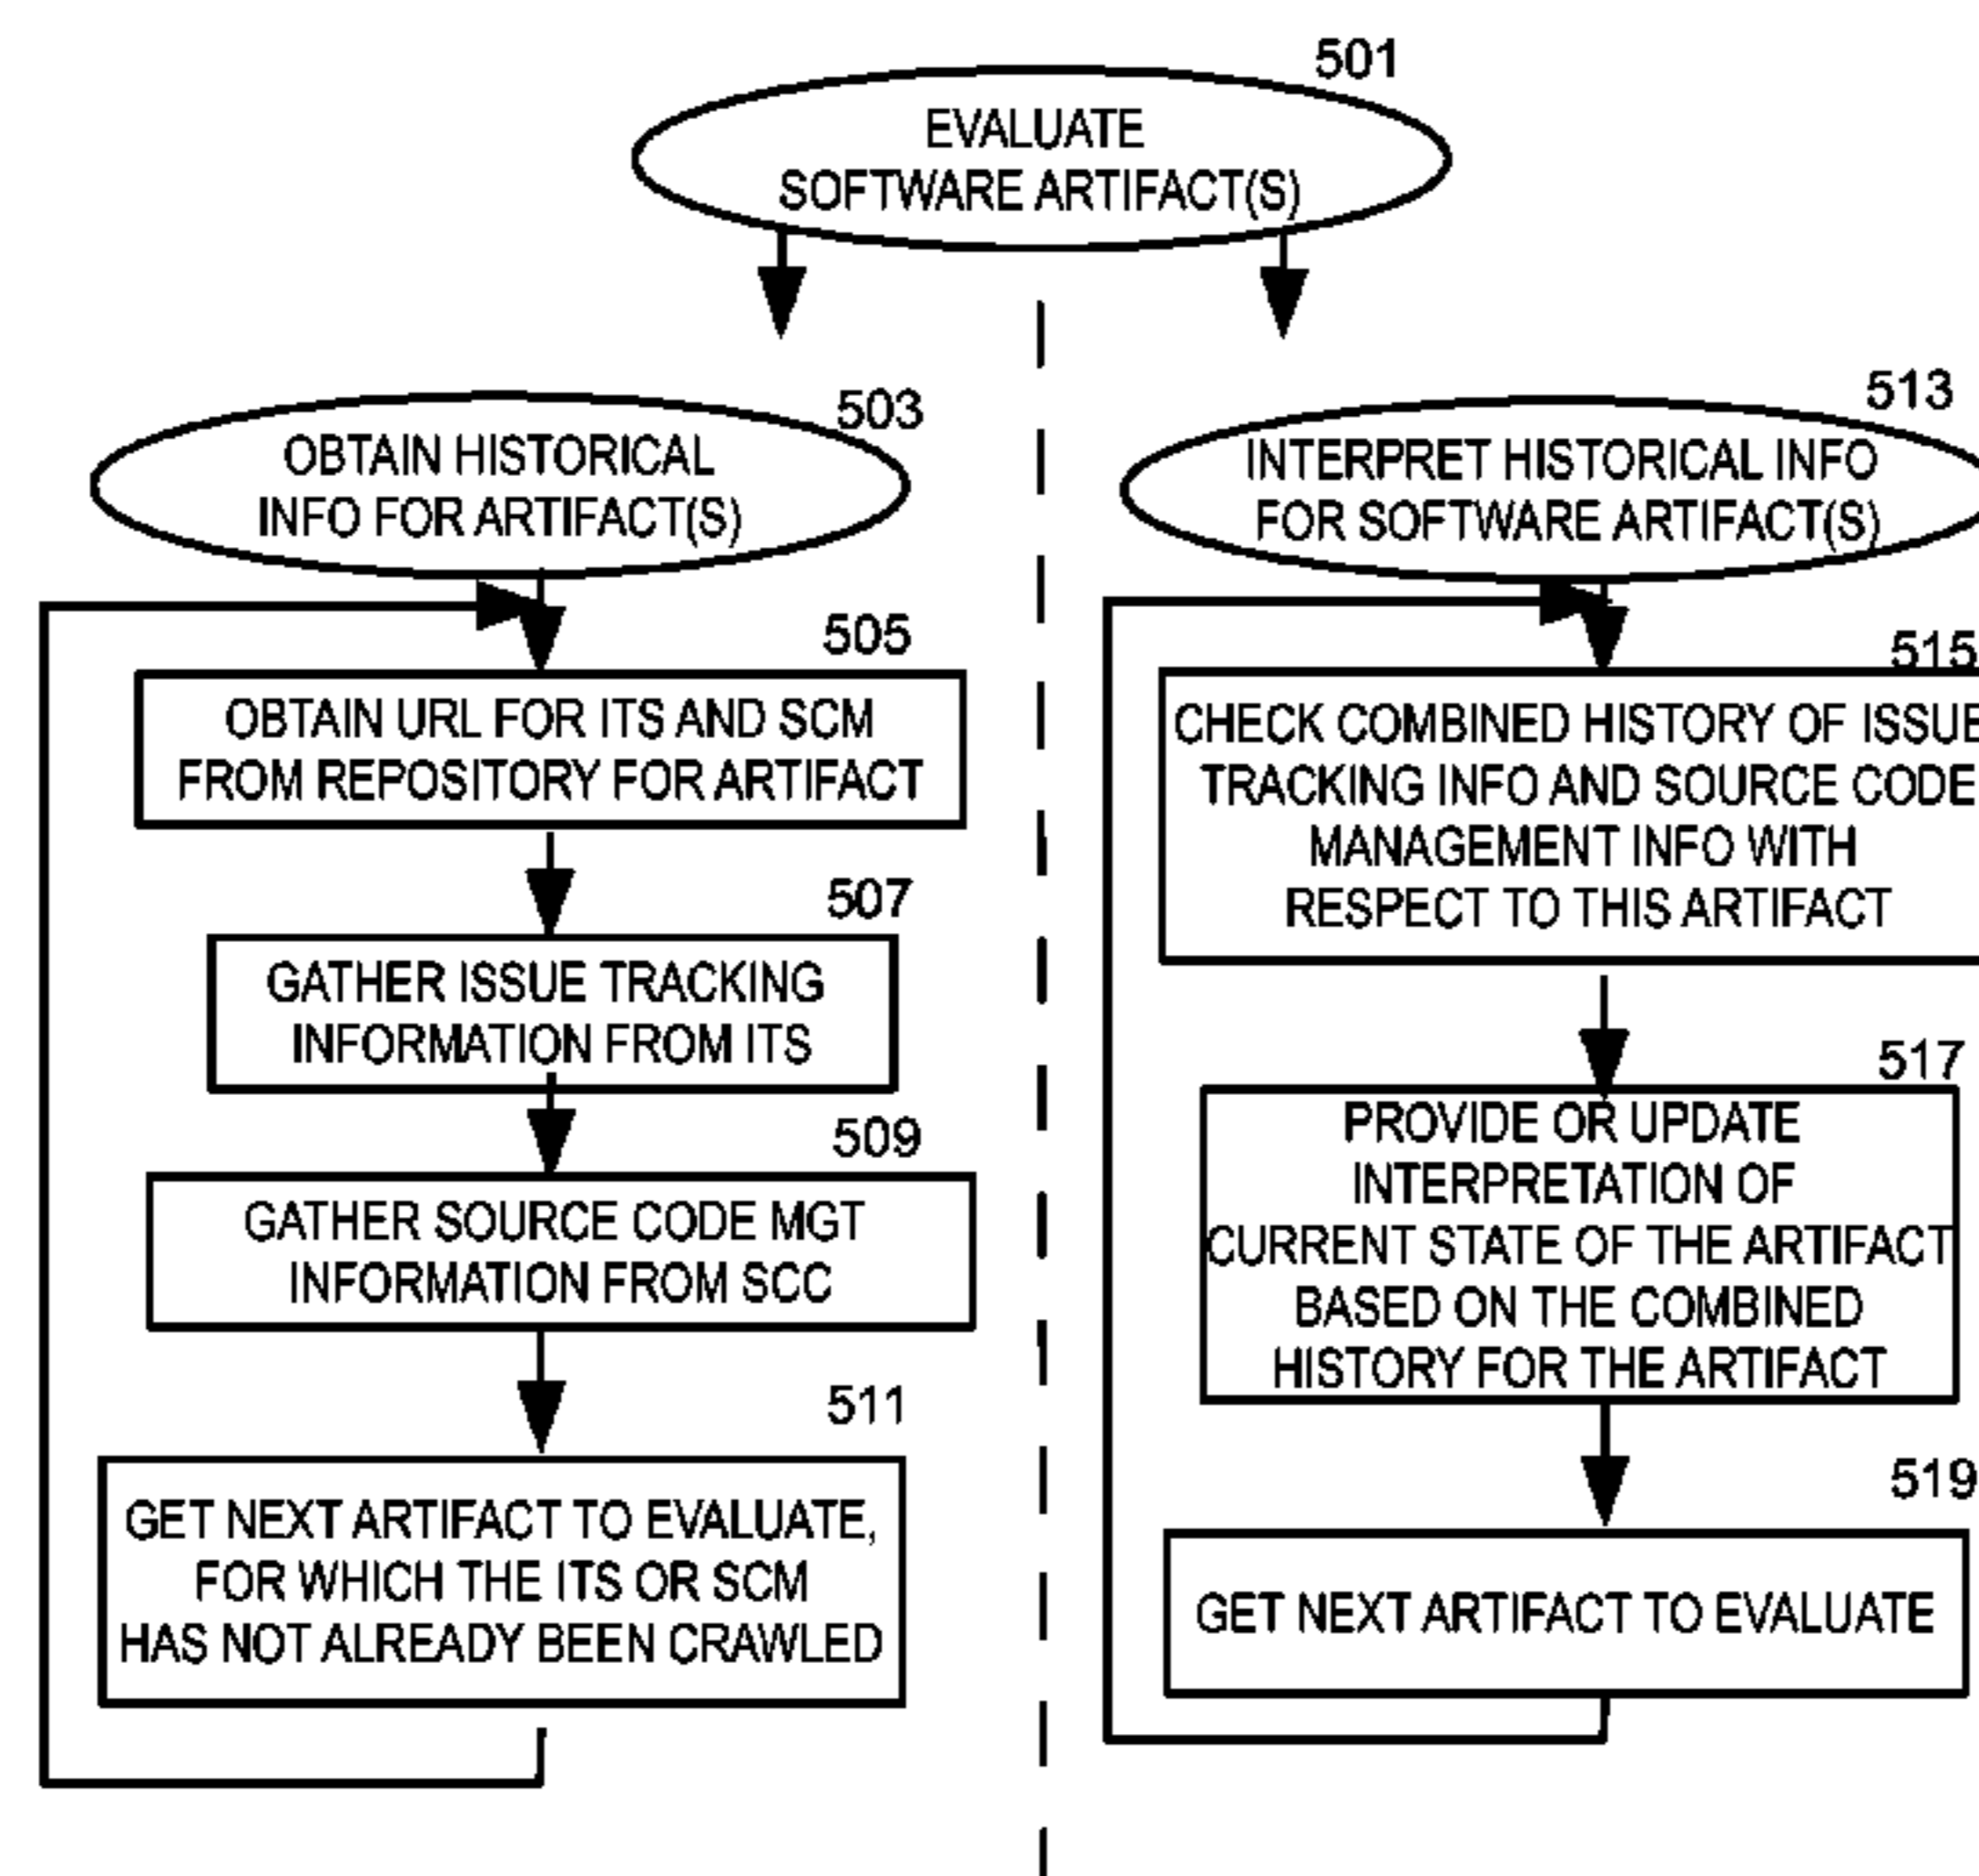 501
EVALUATE
SOFTWARE ARTIFACT(S)
503
OBTAIN HISTORICAL
INFO FOR ARTIFACT(S)
505
OBTAIN URL FOR ITS AND SCM
FROM REPOSITORY FOR ARTIFACT
507
GATHER ISSUE TRACKING
INFORMATION FROM ITS
509
GATHER SOURCE CODE MGT
INFORMATION FROM SCC
511
GET NEXT ARTIFACT TO EVALUATE,
FOR WHICH THE ITS OR SCM
HAS NOT ALREADY BEEN CRAWLED
513
INTERPRET HISTORICAL INFO
FOR SOFTWARE ARTIFACT(S)
515
CHECK COMBINED HISTORY OF ISSUE
TRACKING INFO AND SOURCE CODE
MANAGEMENT INFO WITH
RESPECT TO THIS ARTIFACT
517
PROVIDE OR UPDATE
INTERPRETATION OF
CURRENT STATE OF THE ARTIFACT
BASED ON THE COMBINED
HISTORY FOR THE ARTIFACT
519
GET NEXT ARTIFACT TO EVALUATE